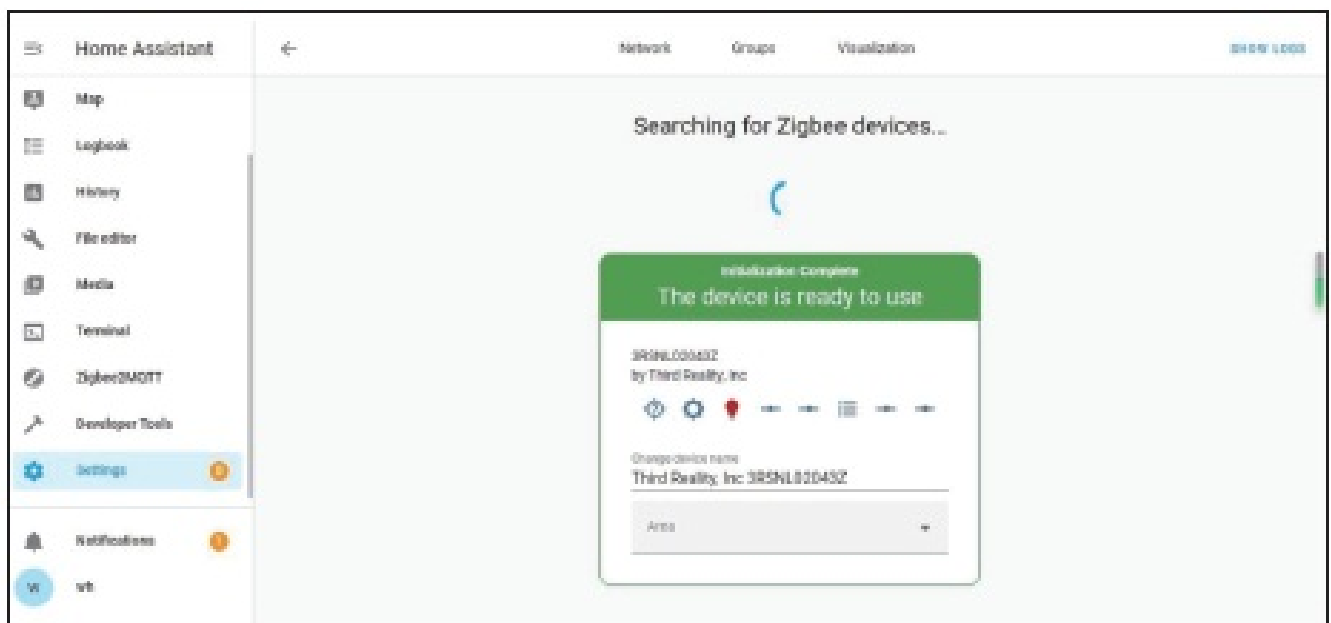 Home Assistant
Network Groups Visualization
SHOW LOGS
Map
Logbook
History
File editor
Media
Terminal
Zigbee2MQTT
Developer Tools
Settings
Notifications
wh
Searching for Zigbee devices...
Initialization Complete
The device is ready to use
3RSNL02043Z
by Third Reality, Inc
Change device name
Third Reality, Inc 3RSNL02043Z
Area